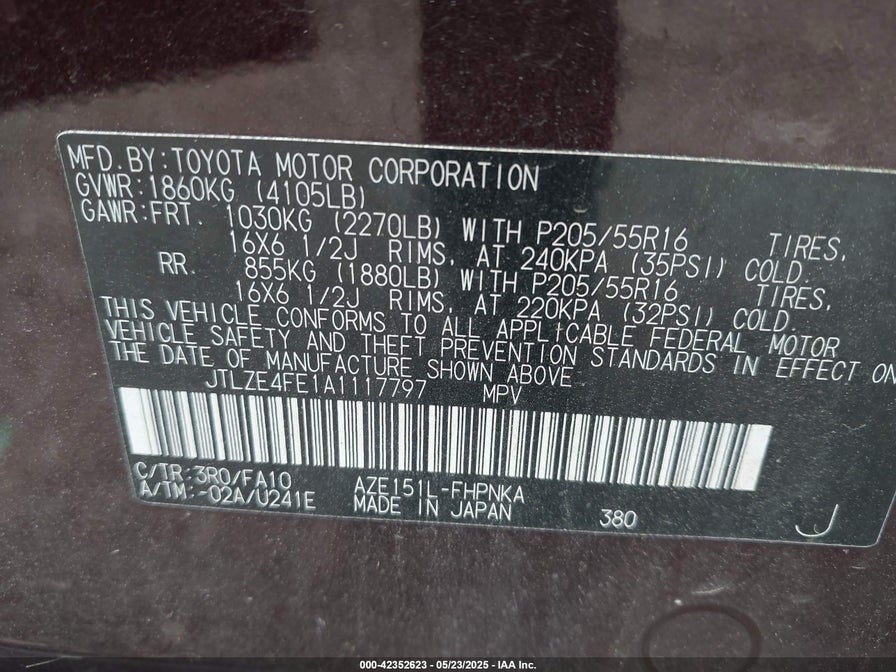 MFD.BY:TOYOTA MOTOR CORPORATION
GVWR:1860KG (4105LB)
GAWR:FRT. 1030KG (2270LB) WITH P205/55R16 TIRES,
16X6 1/2J RIMS, AT 240KPA (35PSI) COLD.
RR. 855KG (1880LB) WITH P205/55R16 TIRES,
16X6 1/2J RIMS, AT 220KPA (32PSI) COLD.
THIS VEHICLE CONFORMS TO ALL APPLICABLE FEDERAL MOTOR
VEHICLE SAFETY AND THEFT PREVENTION STANDARDS IN EFFECT ON
THE DATE OF MANUFACTURE SHOWN ABOVE
JTLZE4FE1A1117797 MPV
C/TR:3R0/FA10 AZE151L-FHPNKA
A/TM:-02A/U241E MADE IN JAPAN 380 J
000-42352623 - 05/23/2025 - IAA Inc.